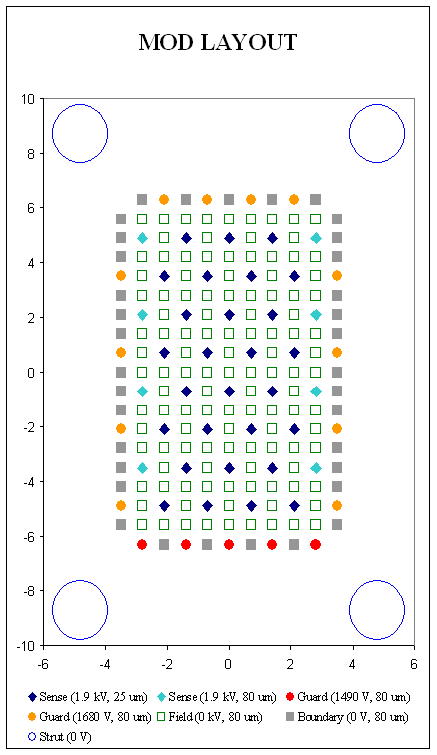 MOD LAYOUT
10
8
6
4
2
0
-2
-4
-6
-8
-10
-6 -4 -2 0 2 4 6
Sense (1.9 kV, 25 um) Sense (1.9 kV, 80 um) Guard (1490 V, 80 um)
Guard (1680 V, 80 um) Field (0 kV, 80 um) Boundary (0 V, 80 um)
Strut (0 V)